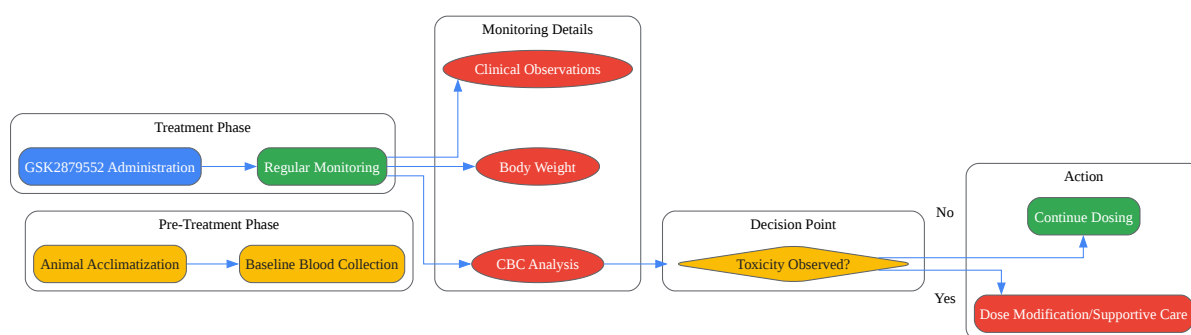 Monitoring Details
Clinical Observations
Treatment Phase
GSK2879552 Administration
Regular Monitoring
Body Weight
Pre-Treatment Phase
Animal Acclimatization
Baseline Blood Collection
CBC Analysis
Decision Point
Toxicity Observed?
No
Yes
Action
Continue Dosing
Dose Modification/Supportive Care